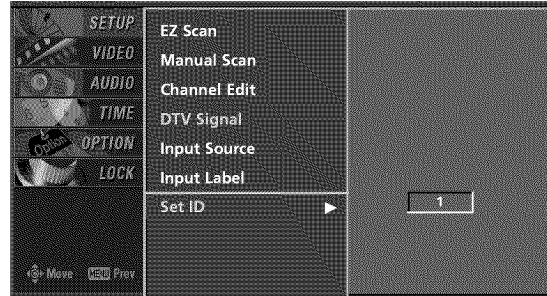 SETUP
VIDEO
AUDIO
TIME
Option OPTION
LOCK
EZ Scan
Manual Scan
Channel Edit
DTV Signal
Input Source
Input Label
Set ID
1
Move MENU Prev